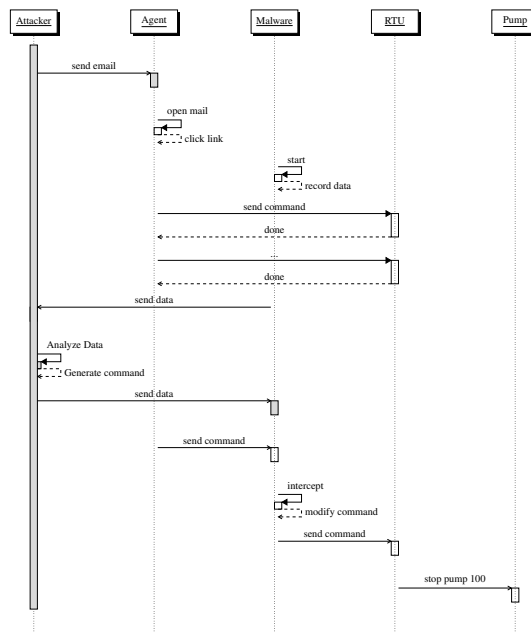 Attacker Agent Malware RTU Pump
send email
open mail
click link
start
record data
send command
done
...
done
send data
Analyze Data
Generate command
send data
send command
intercept
modify command
send command
stop pump 100